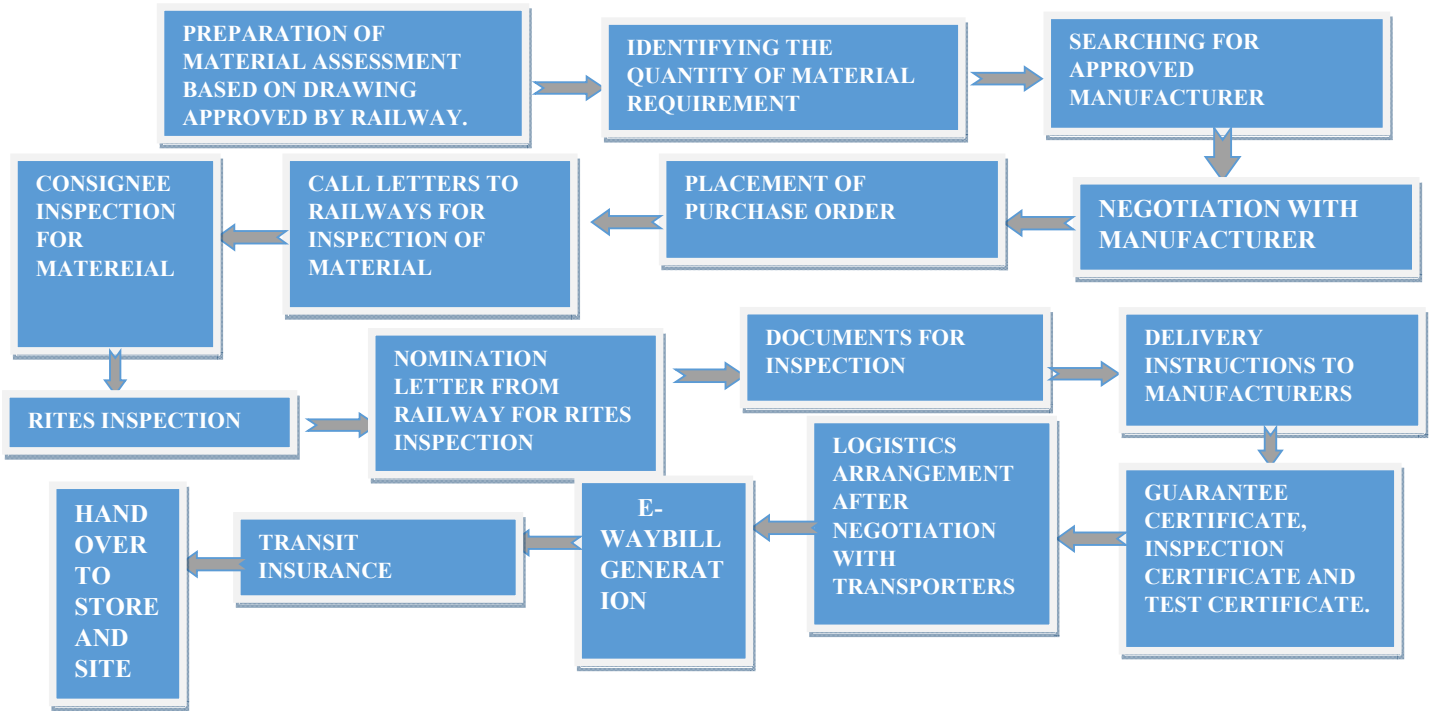 PREPARATION OF
MATERIAL ASSESSMENT
BASED ON DRAWING
APPROVED BY RAILWAY.
IDENTIFYING THE
QUANTITY OF MATERIAL
REQUIREMENT
SEARCHING FOR
APPROVED
MANUFACTURER
NEGOTIATION WITH
MANUFACTURER
PLACEMENT OF
PURCHASE ORDER
CALL LETTERS TO
RAILWAYS FOR
INSPECTION OF
MATERIAL
CONSIGNEE
INSPECTION
FOR
MATEREIAL
RITES INSPECTION
NOMINATION
LETTER FROM
RAILWAY FOR RITES
INSPECTION
DOCUMENTS FOR
INSPECTION
DELIVERY
INSTRUCTIONS TO
MANUFACTURERS
GUARANTEE
CERTIFICATE,
INSPECTION
CERTIFICATE AND
TEST CERTIFICATE.
LOGISTICS
ARRANGEMENT
AFTER
NEGOTIATION
WITH
TRANSPORTERS
E-
WAYBILL
GENERAT
ION
TRANSIT
INSURANCE
HAND
OVER
TO
STORE
AND
SITE